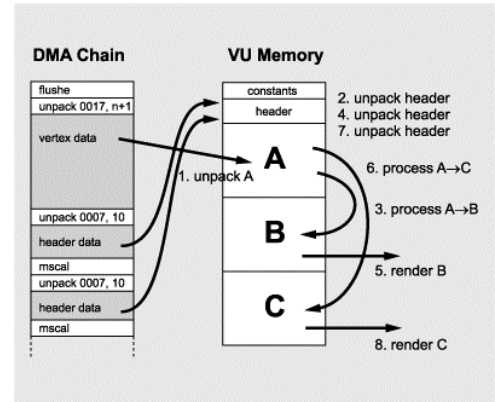 DMA Chain
flushe
unpack 0017, n+1
vertex data
unpack 0007, 10
header data
mscal
unpack 0007, 10
header data
mscal
VU Memory
constants
header
A
B
C
1. unpack A
2. unpack header
4. unpack header
7. unpack header
6. process A→C
3. process A→B
5. render B
8. render C